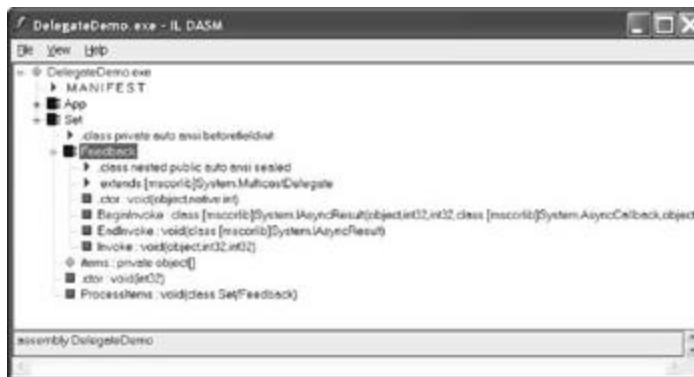 DelegateDemo.exe - IL DASM
File View Help
DelegateDemo.exe
MANIFEST
App
Set
.class private auto ansi beforefieldinit
Feedback
.class nested public auto ansi sealed
extends [mscorlib]System.MulticastDelegate
.ctor : void(object,native int)
BeginInvoke : class [mscorlib]System.IAsyncResult(object,int32,int32,class [mscorlib]System.AsyncCallback,object
EndInvoke : void(class [mscorlib]System.IAsyncResult)
Invoke : void(object,int32,int32)
items : private object[]
.ctor : void(int32)
ProcessItems : void(class Set/Feedback)
assembly DelegateDemo